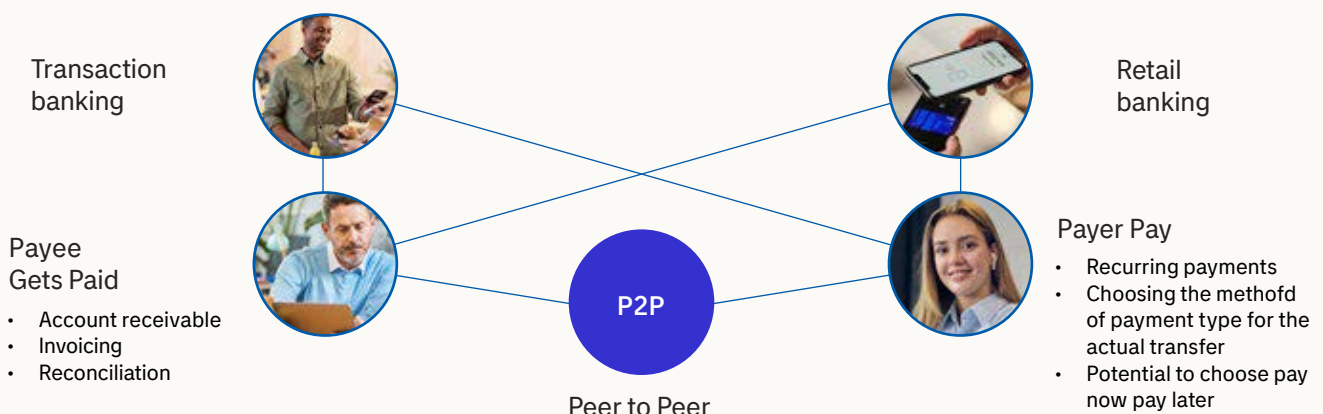 Transaction
banking
Retail
banking
Payee
Gets Paid
• Account receivable
• Invoicing
• Reconciliation
P2P
Peer to Peer
Payer Pay
• Recurring payments
• Choosing the methofd
of payment type for the
actual transfer
• Potential to choose pay
now pay later